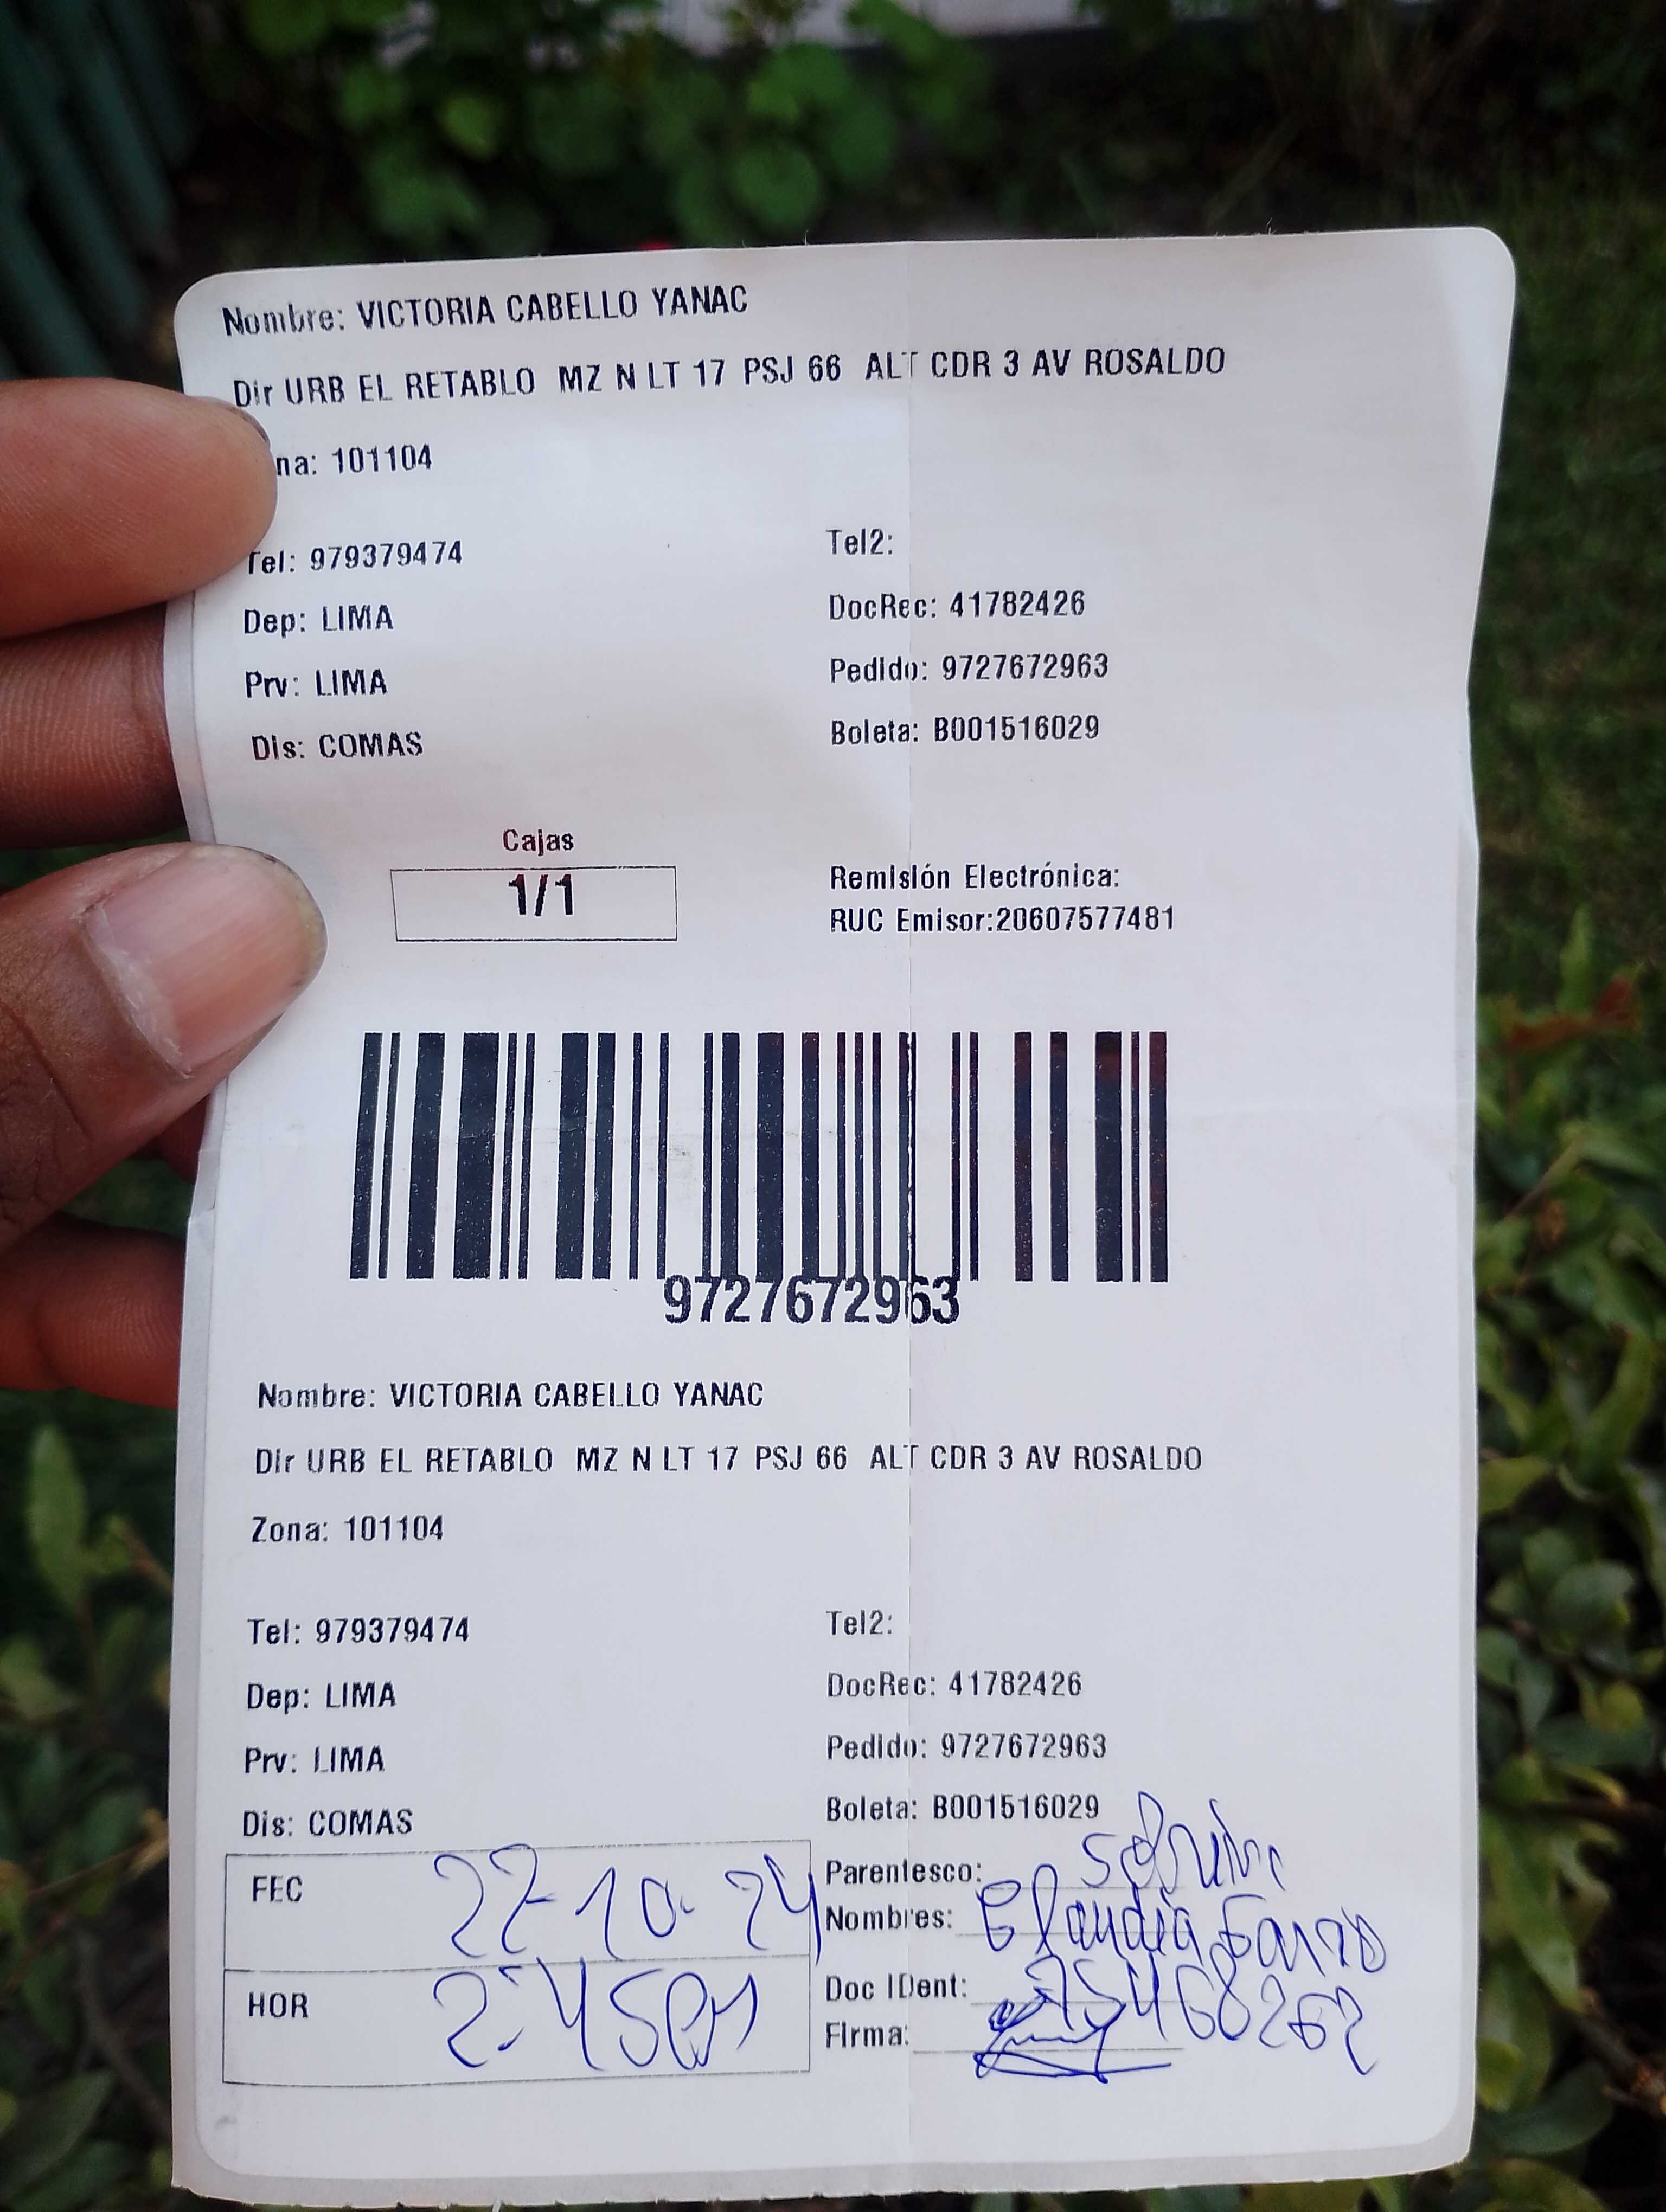 Nombre: VICTORIA CABELLO YANAC
Dir URB EL RETABLO MZ N LT 17 PSJ 66 ALT CDR 3 AV ROSALDO
na: 101104
Tel: 979379474 Tel2:
Dep: LIMA DocRec: 41782426
Prv: LIMA Pedido: 9727672963
Dis: COMAS Boleta: B001516029
Cajas
1/1
Remisión Electrónica:
RUC Emisor:20607577481
9727672963
Nombre: VICTORIA CABELLO YANAC
Dir URB EL RETABLO MZ N LT 17 PSJ 66 ALT CDR 3 AV ROSALDO
Zona: 101104
Tel: 979379474 Tel2:
Dep: LIMA DocRec: 41782426
Prv: LIMA Pedido: 9727672963
Dis: COMAS Boleta: B001516029
FEC 22-10-24
HOR 2:45pm
Parentesco:
Nombres: Claudia
Doc IDent: 75468262
Firma: